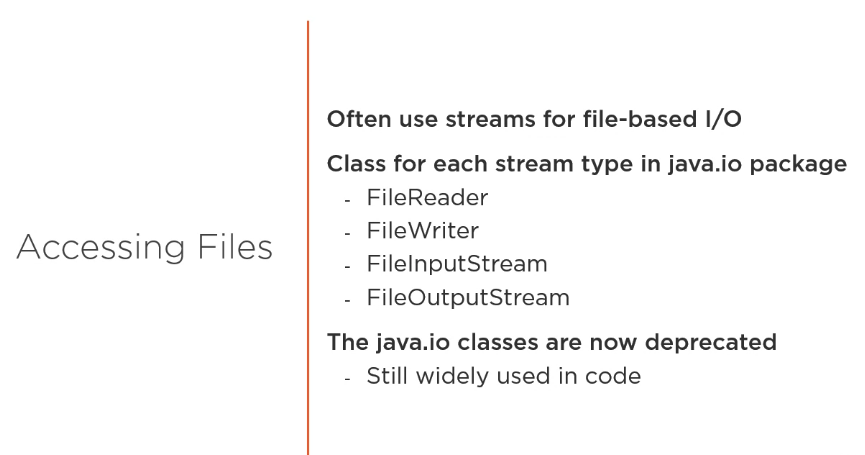 Accessing Files
Often use streams for file-based I/O
Class for each stream type in java.io package
- FileReader
- FileWriter
- FileInputStream
- FileOutputStream
The java.io classes are now deprecated
- Still widely used in code